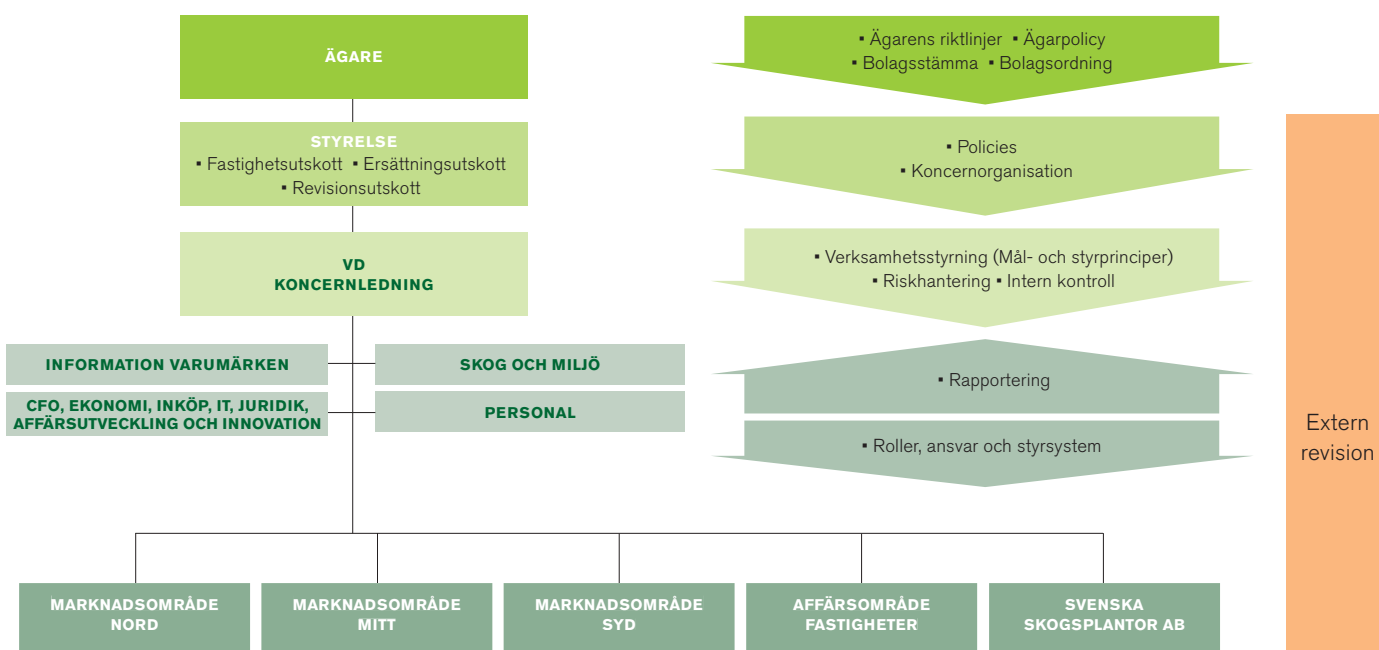 ÄGARE
STYRELSE
▪ Fastighetsutskott ▪ Ersättningsutskott
▪ Revisionsutskott
VD
KONCERNLEDNING
INFORMATION VARUMÄRKEN
SKOG OCH MILJÖ
CFO, EKONOMI, INKÖP, IT, JURIDIK,
AFFÄRSUTVECKLING OCH INNOVATION
PERSONAL
MARKNADSOMRÅDE
NORD
MARKNADSOMRÅDE
MITT
MARKNADSOMRÅDE
SYD
AFFÄRSOMRÅDE
FASTIGHETER
SVENSKA
SKOGSPLANTOR AB
▪ Ägarens riktlinjer ▪ Ägarpolicy
▪ Bolagsstämma ▪ Bolagsordning
▪ Policies
▪ Koncernorganisation
▪ Verksamhetsstyrning (Mål- och styrprinciper)
▪ Riskhantering ▪ Intern kontroll
▪ Rapportering
▪ Roller, ansvar och styrsystem
Extern
revision